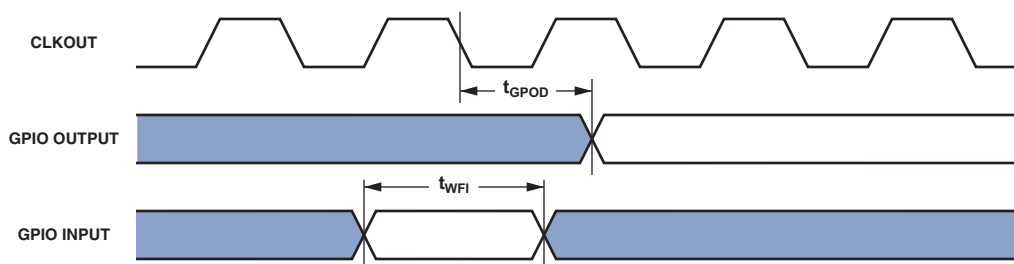 CLKOUT
tGPOD
GPIO OUTPUT
tWFI
GPIO INPUT